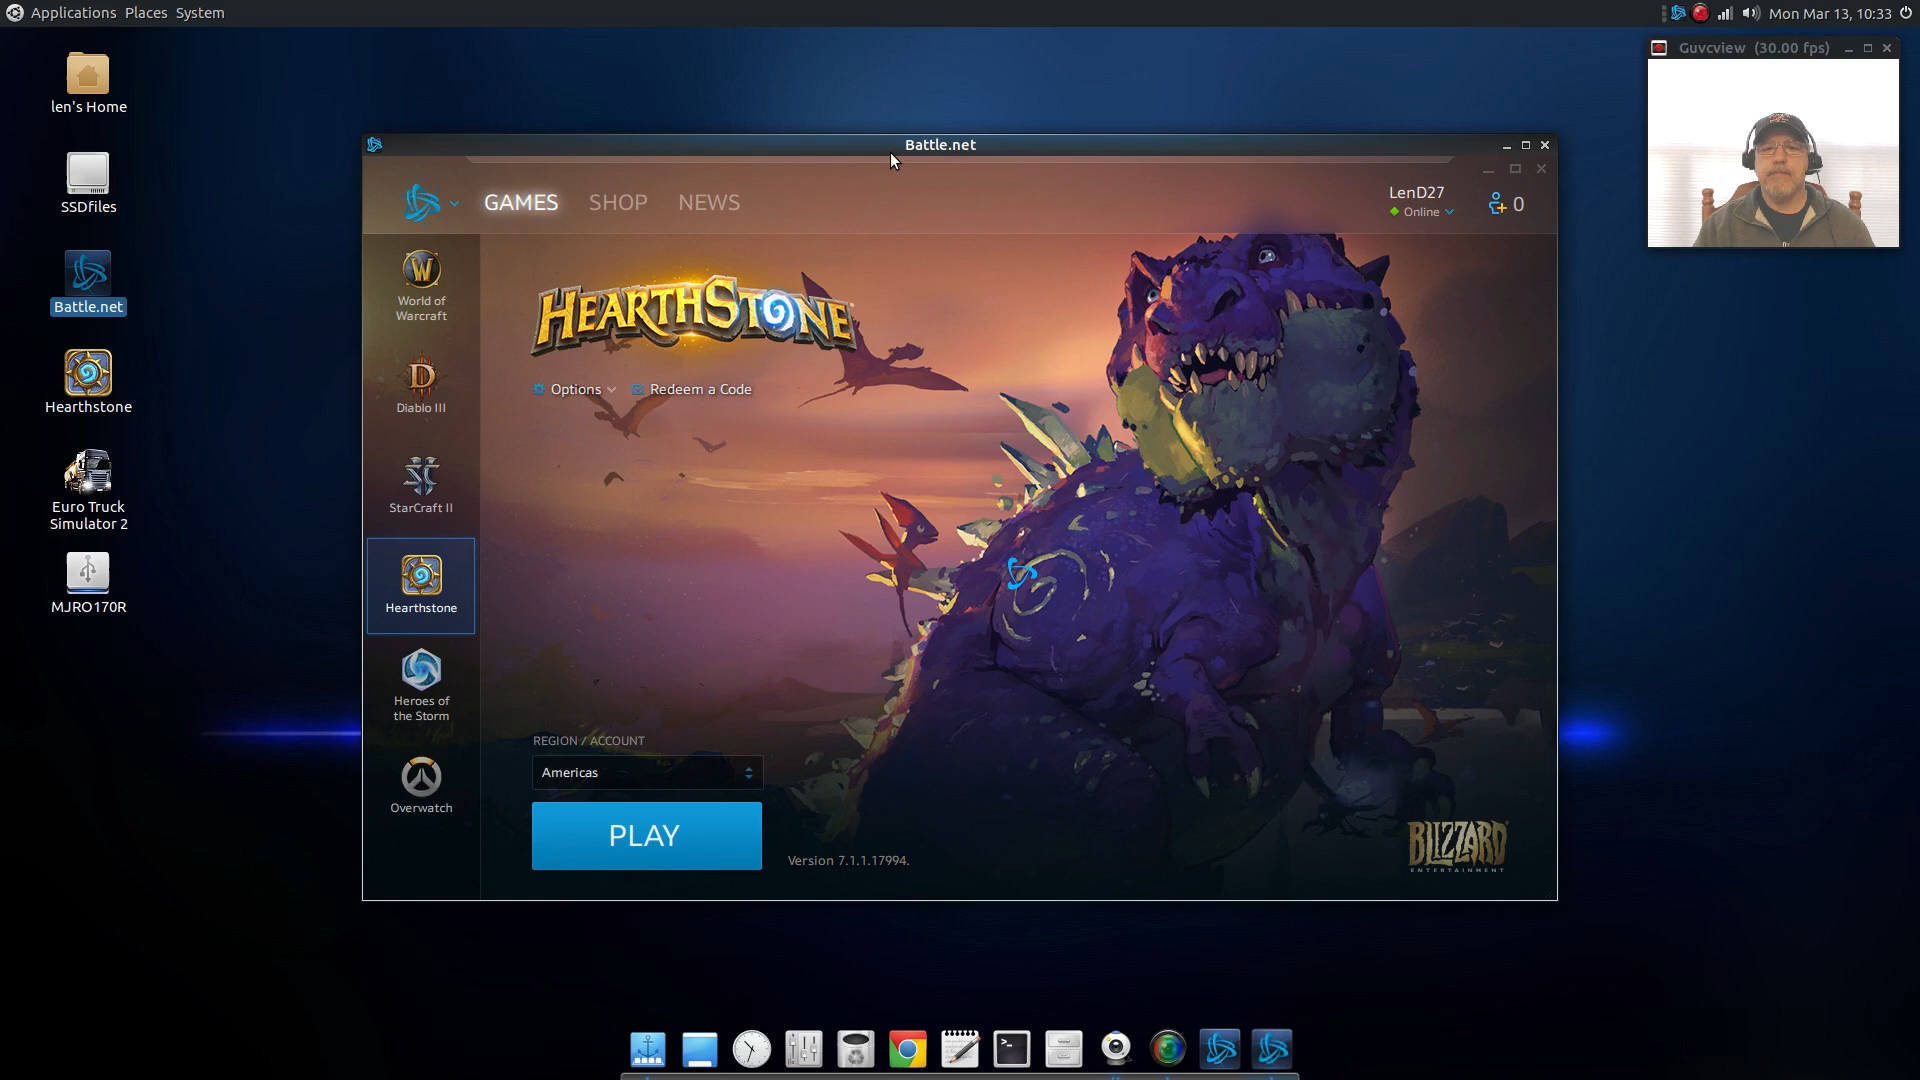 Applications Places System
Mon Mar 13, 10:33
len's Home
SSDfiles
Battle.net
Hearthstone
Euro Truck
Simulator 2
MJRO170R
Guvcview (30.00 fps)
Battle.net
GAMES SHOP NEWS
LenD27
Online
0
World of
Warcraft
Diablo III
StarCraft II
Hearthstone
Heroes of
the Storm
Overwatch
HEARTHSTONE
Options Redeem a Code
REGION / ACCOUNT
Americas
PLAY
Version 7.1.1.17994.
BLIZZARD
ENTERTAINMENT